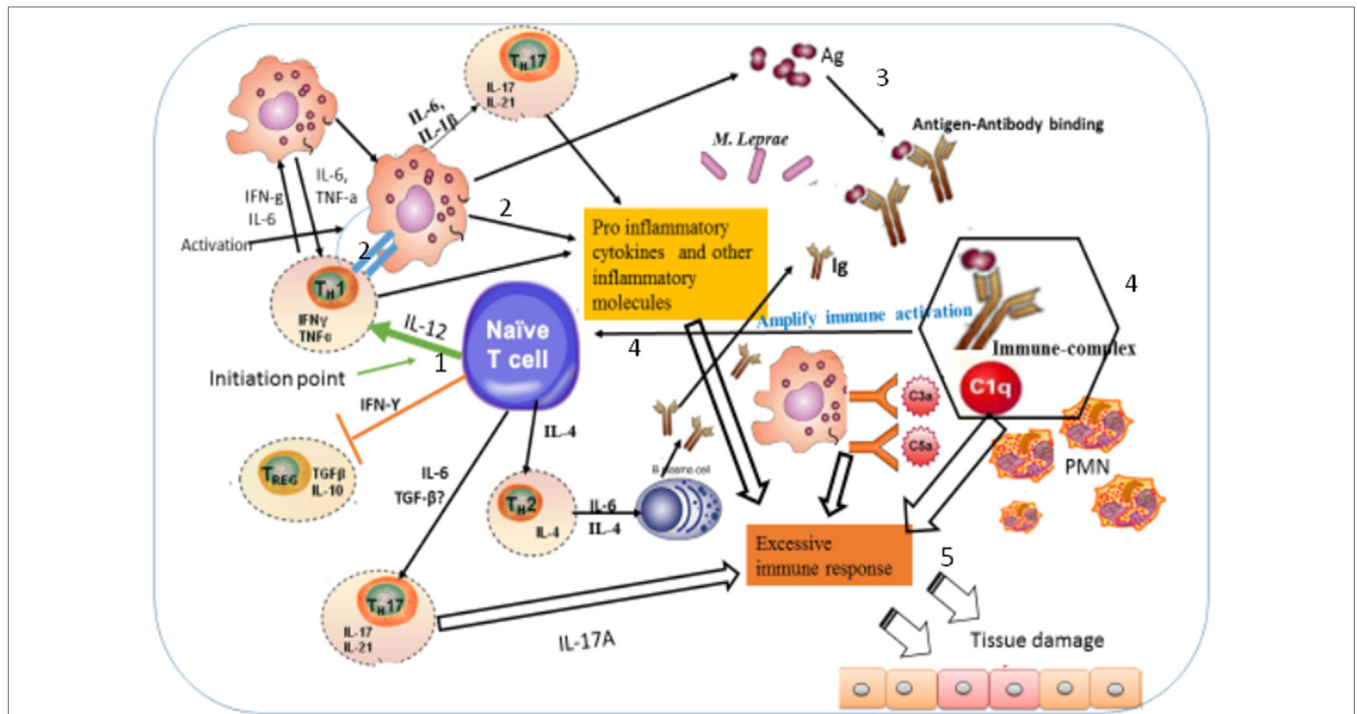 TH17
IL-17
IL-21
IL-6,
IL-1β
Ag
3
Antigen-Antibody binding
M. Leprae
IFN-g
IL-6
IL-6,
TNF-a
Activation
2
2
Pro inflammatory
cytokines and other
inflammatory
molecules
Ig
TH1
IFNγ
TNFα
IL-12
1
Initiation point
Naïve
T cell
4
Amplify immune activation
4
Immune-complex
C1q
C3a
C5a
PMN
IFN-Y
TREG
TGFβ
IL-10
IL-6
TGF-β?
IL-4
TH2
IL-4
IL-6
IL-4
B plasma cell
Excessive
immune response
5
TH17
IL-17
IL-21
IL-17A
Tissue damage